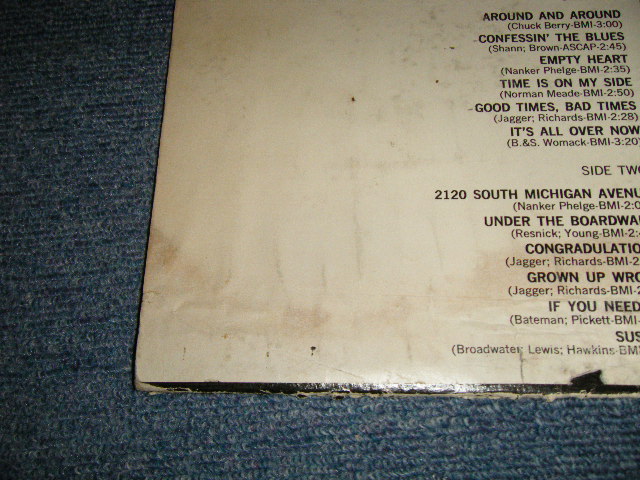 AROUND AND AROUND
(Chuck Berry-BMI-3:00)
CONFESSIN' THE BLUES
(Shann; Brown-ASCAP-2:45)
EMPTY HEART
(Nanker Phelge-BMI-2:35)
TIME IS ON MY SIDE
(Norman Meade-BMI-2:50)
GOOD TIMES, BAD TIMES
(Jagger; Richards-BMI-2:28)
IT'S ALL OVER NOW
(B.&S. Womack-BMI-3:20)
SIDE TWO
2120 SOUTH MICHIGAN AVENU
(Nanker Phelge-BMI-2:0
UNDER THE BOARDWA
(Resnick; Young-BMI-2:
CONGRADULATIO
(Jagger; Richards-BMI-2
GROWN UP WRO
(Jagger; Richards-BMI-2
IF YOU NEED
(Bateman; Pickett-BMI-
SUS
(Broadwater; Lewis; Hawkins-BMI